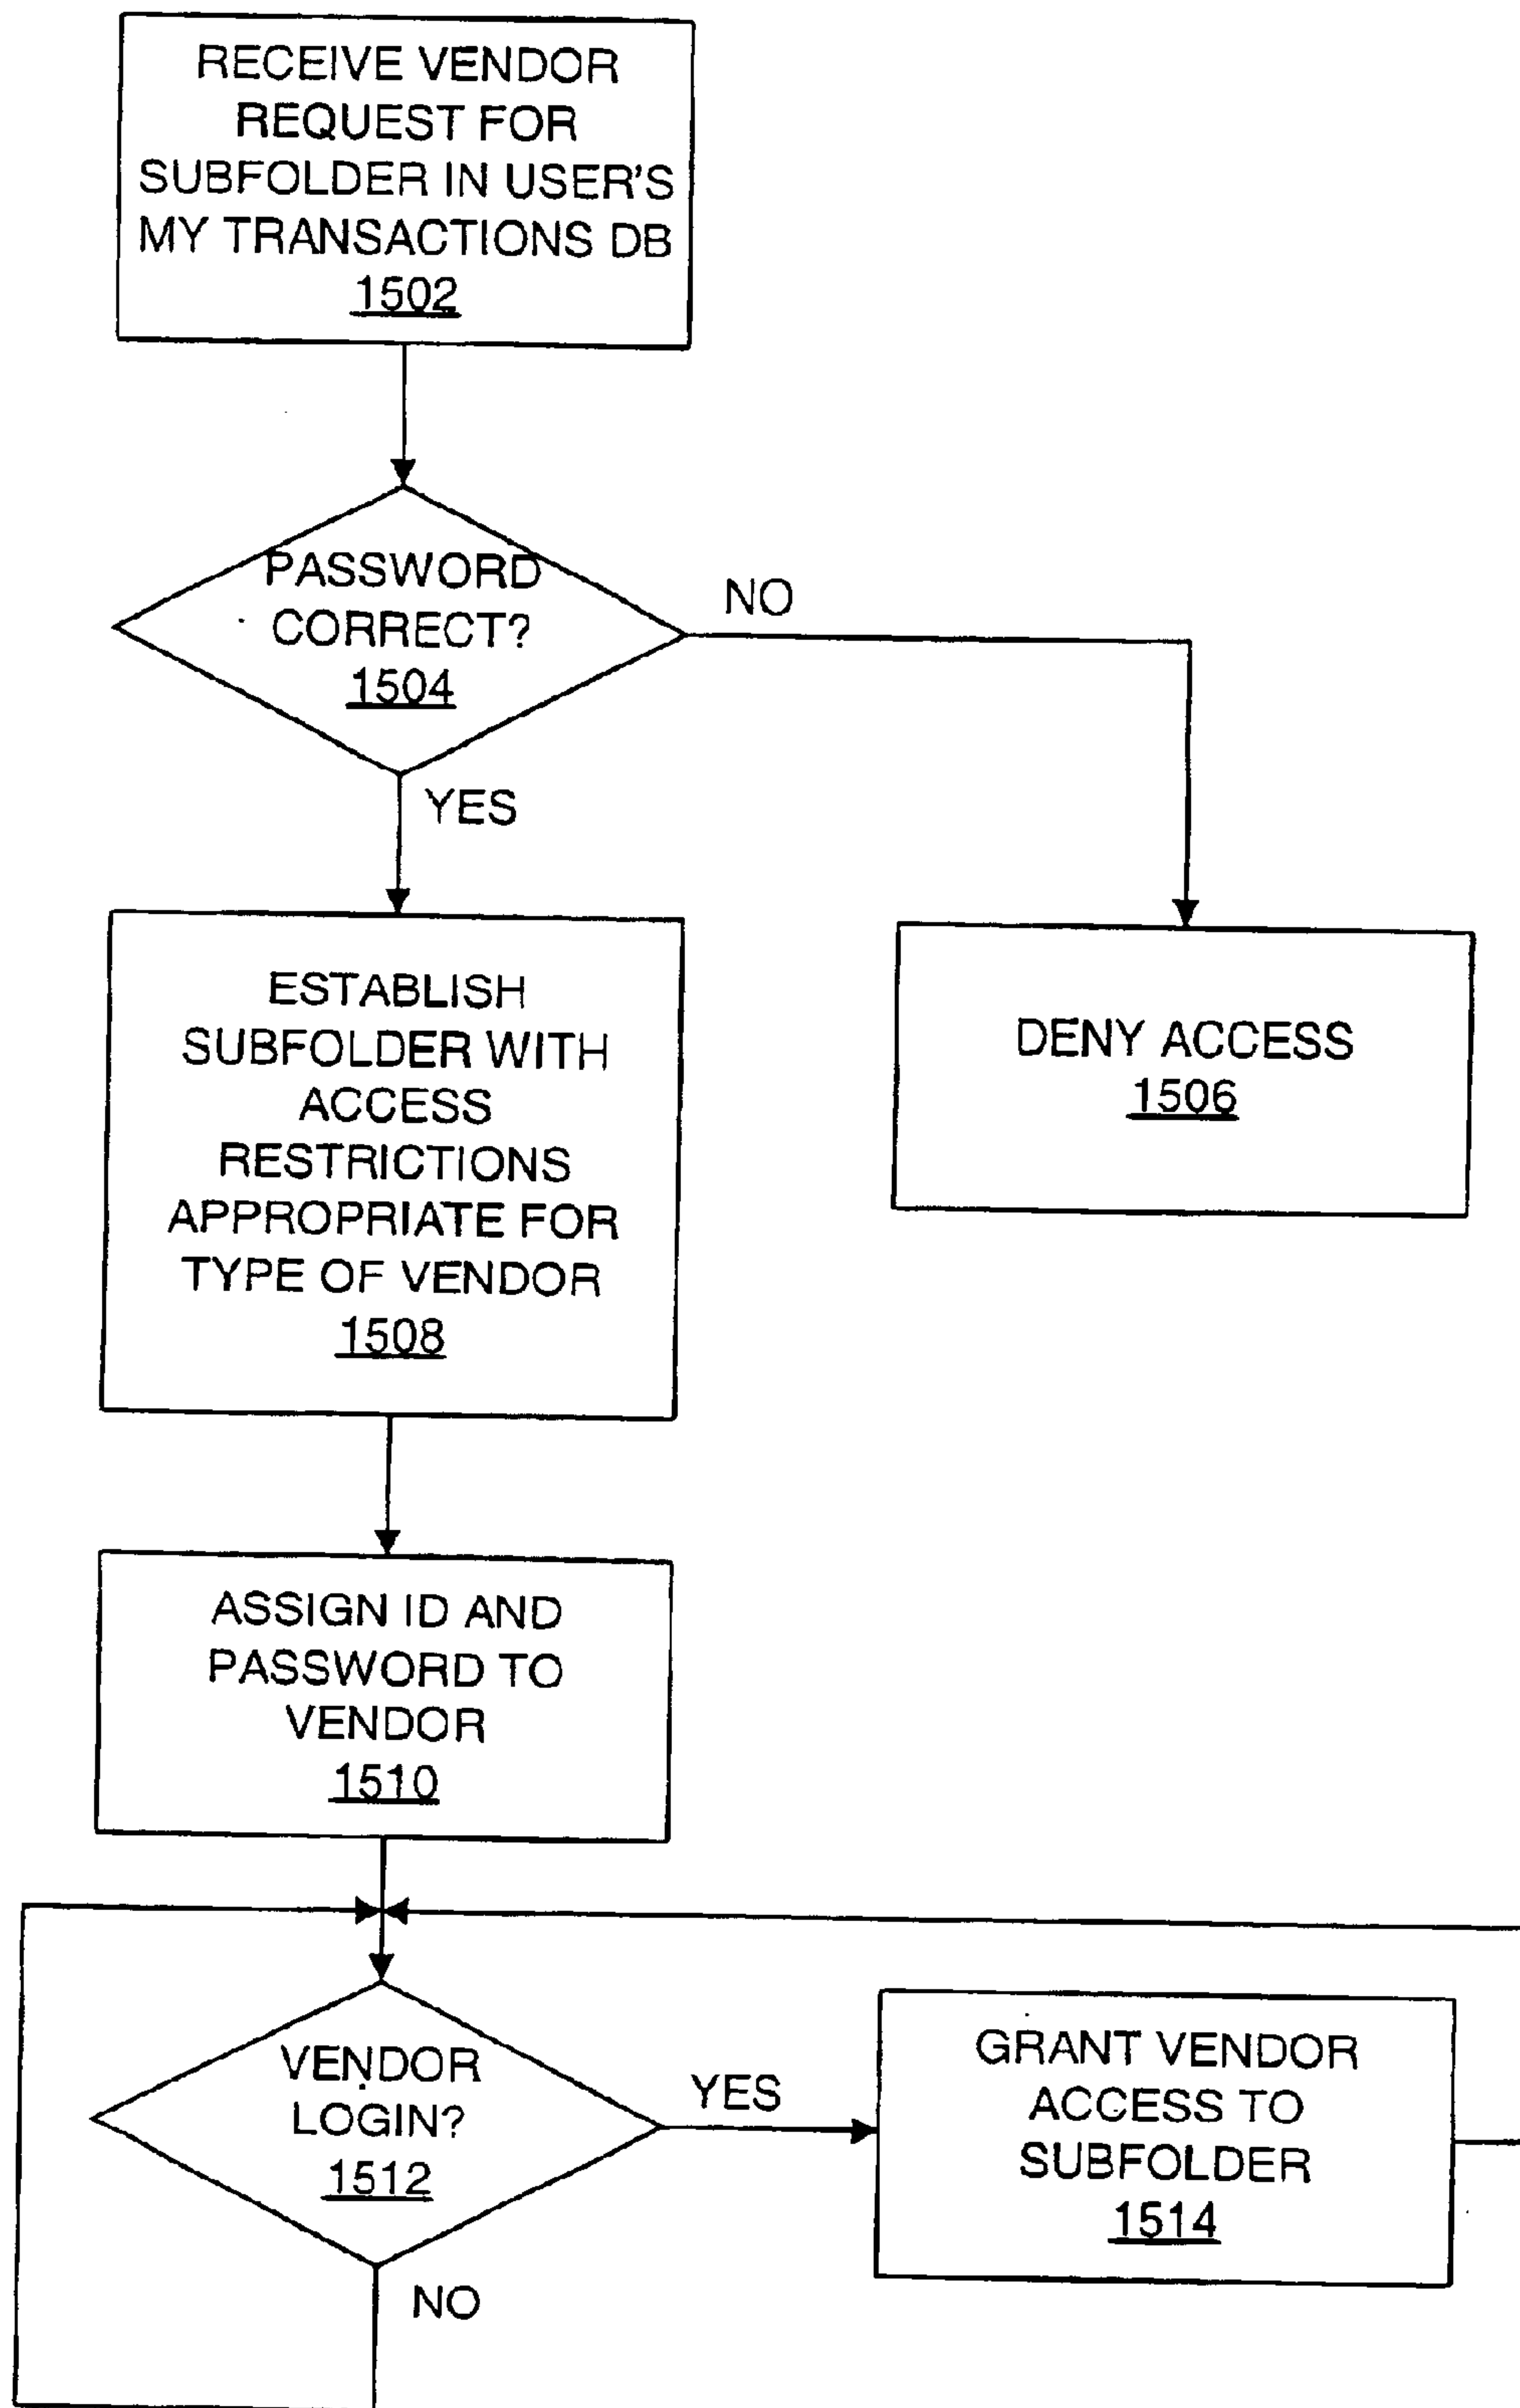 RECEIVE VENDOR
REQUEST FOR
SUBFOLDER IN USER'S
MY TRANSACTIONS DB
1502
PASSWORD
CORRECT?
1504
NO
YES
ESTABLISH
SUBFOLDER WITH
ACCESS
RESTRICTIONS
APPROPRIATE FOR
TYPE OF VENDOR
1508
DENY ACCESS
1506
ASSIGN ID AND
PASSWORD TO
VENDOR
1510
VENDOR
LOGIN?
1512
YES
GRANT VENDOR
ACCESS TO
SUBFOLDER
1514
NO